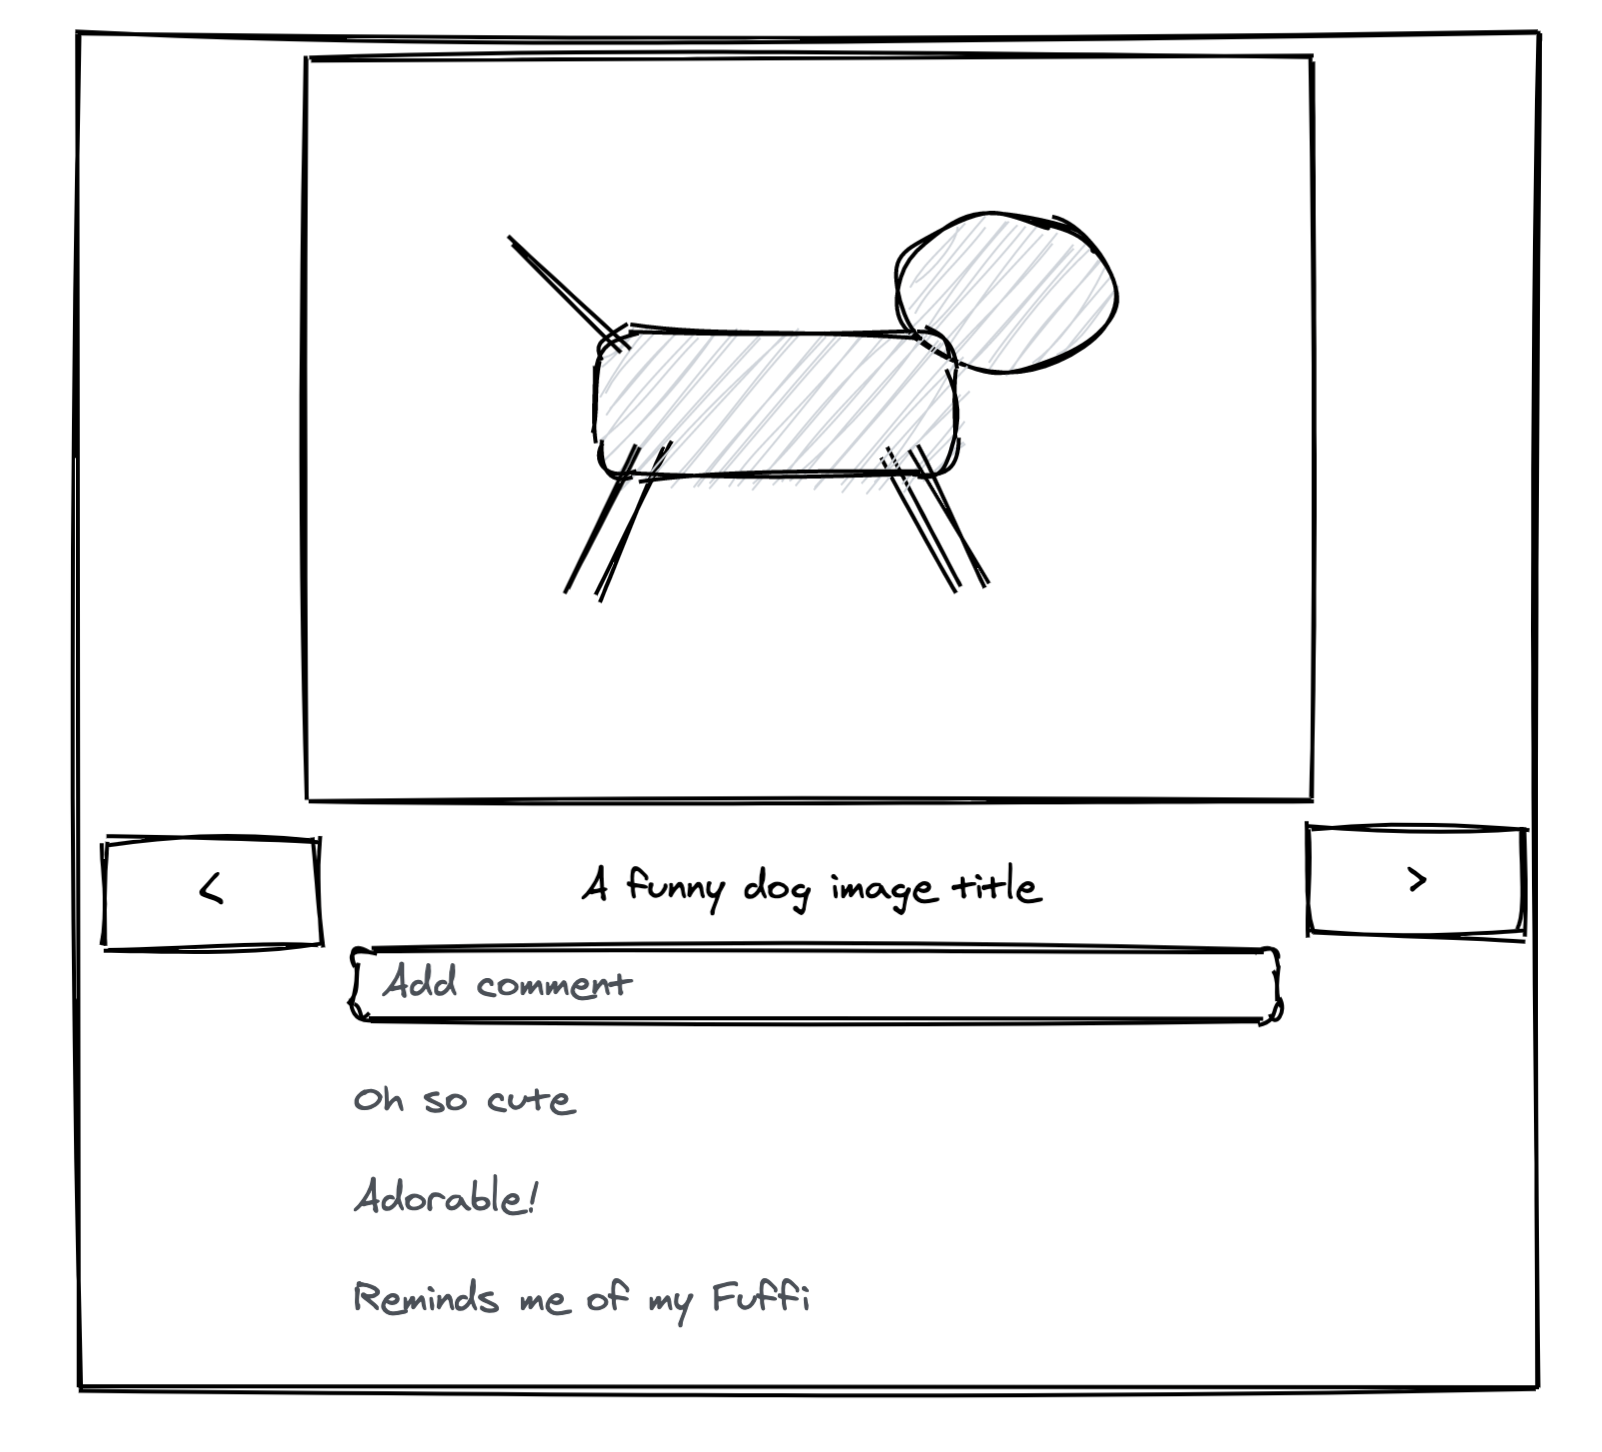 <
A funny dog image title
>
Add comment
Oh so cute
Adorable!
Reminds me of my Fuffi